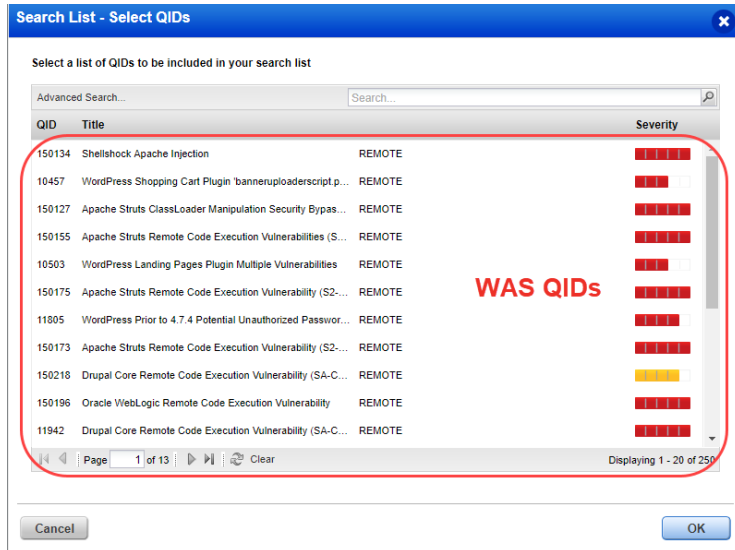 Search List - Select QIDs
Select a list of QIDs to be included in your search list
Advanced Search... Search...
QID Title Severity
150134 Shellshock Apache Injection REMOTE
10457 WordPress Shopping Cart Plugin 'banneruploaderscript.p... REMOTE
150127 Apache Struts ClassLoader Manipulation Security Bypas... REMOTE
150155 Apache Struts Remote Code Execution Vulnerabilities (S... REMOTE
10503 WordPress Landing Pages Plugin Multiple Vulnerabilities REMOTE
150175 Apache Struts Remote Code Execution Vulnerability (S2-... REMOTE
WAS QIDs
11805 WordPress Prior to 4.7.4 Potential Unauthorized Passwor... REMOTE
150173 Apache Struts Remote Code Execution Vulnerability (S2-... REMOTE
150218 Drupal Core Remote Code Execution Vulnerability (SA-C... REMOTE
150196 Oracle WebLogic Remote Code Execution Vulnerability REMOTE
11942 Drupal Core Remote Code Execution Vulnerability (SA-C... REMOTE
Page 1 of 13 Clear Displaying 1 - 20 of 250
Cancel OK